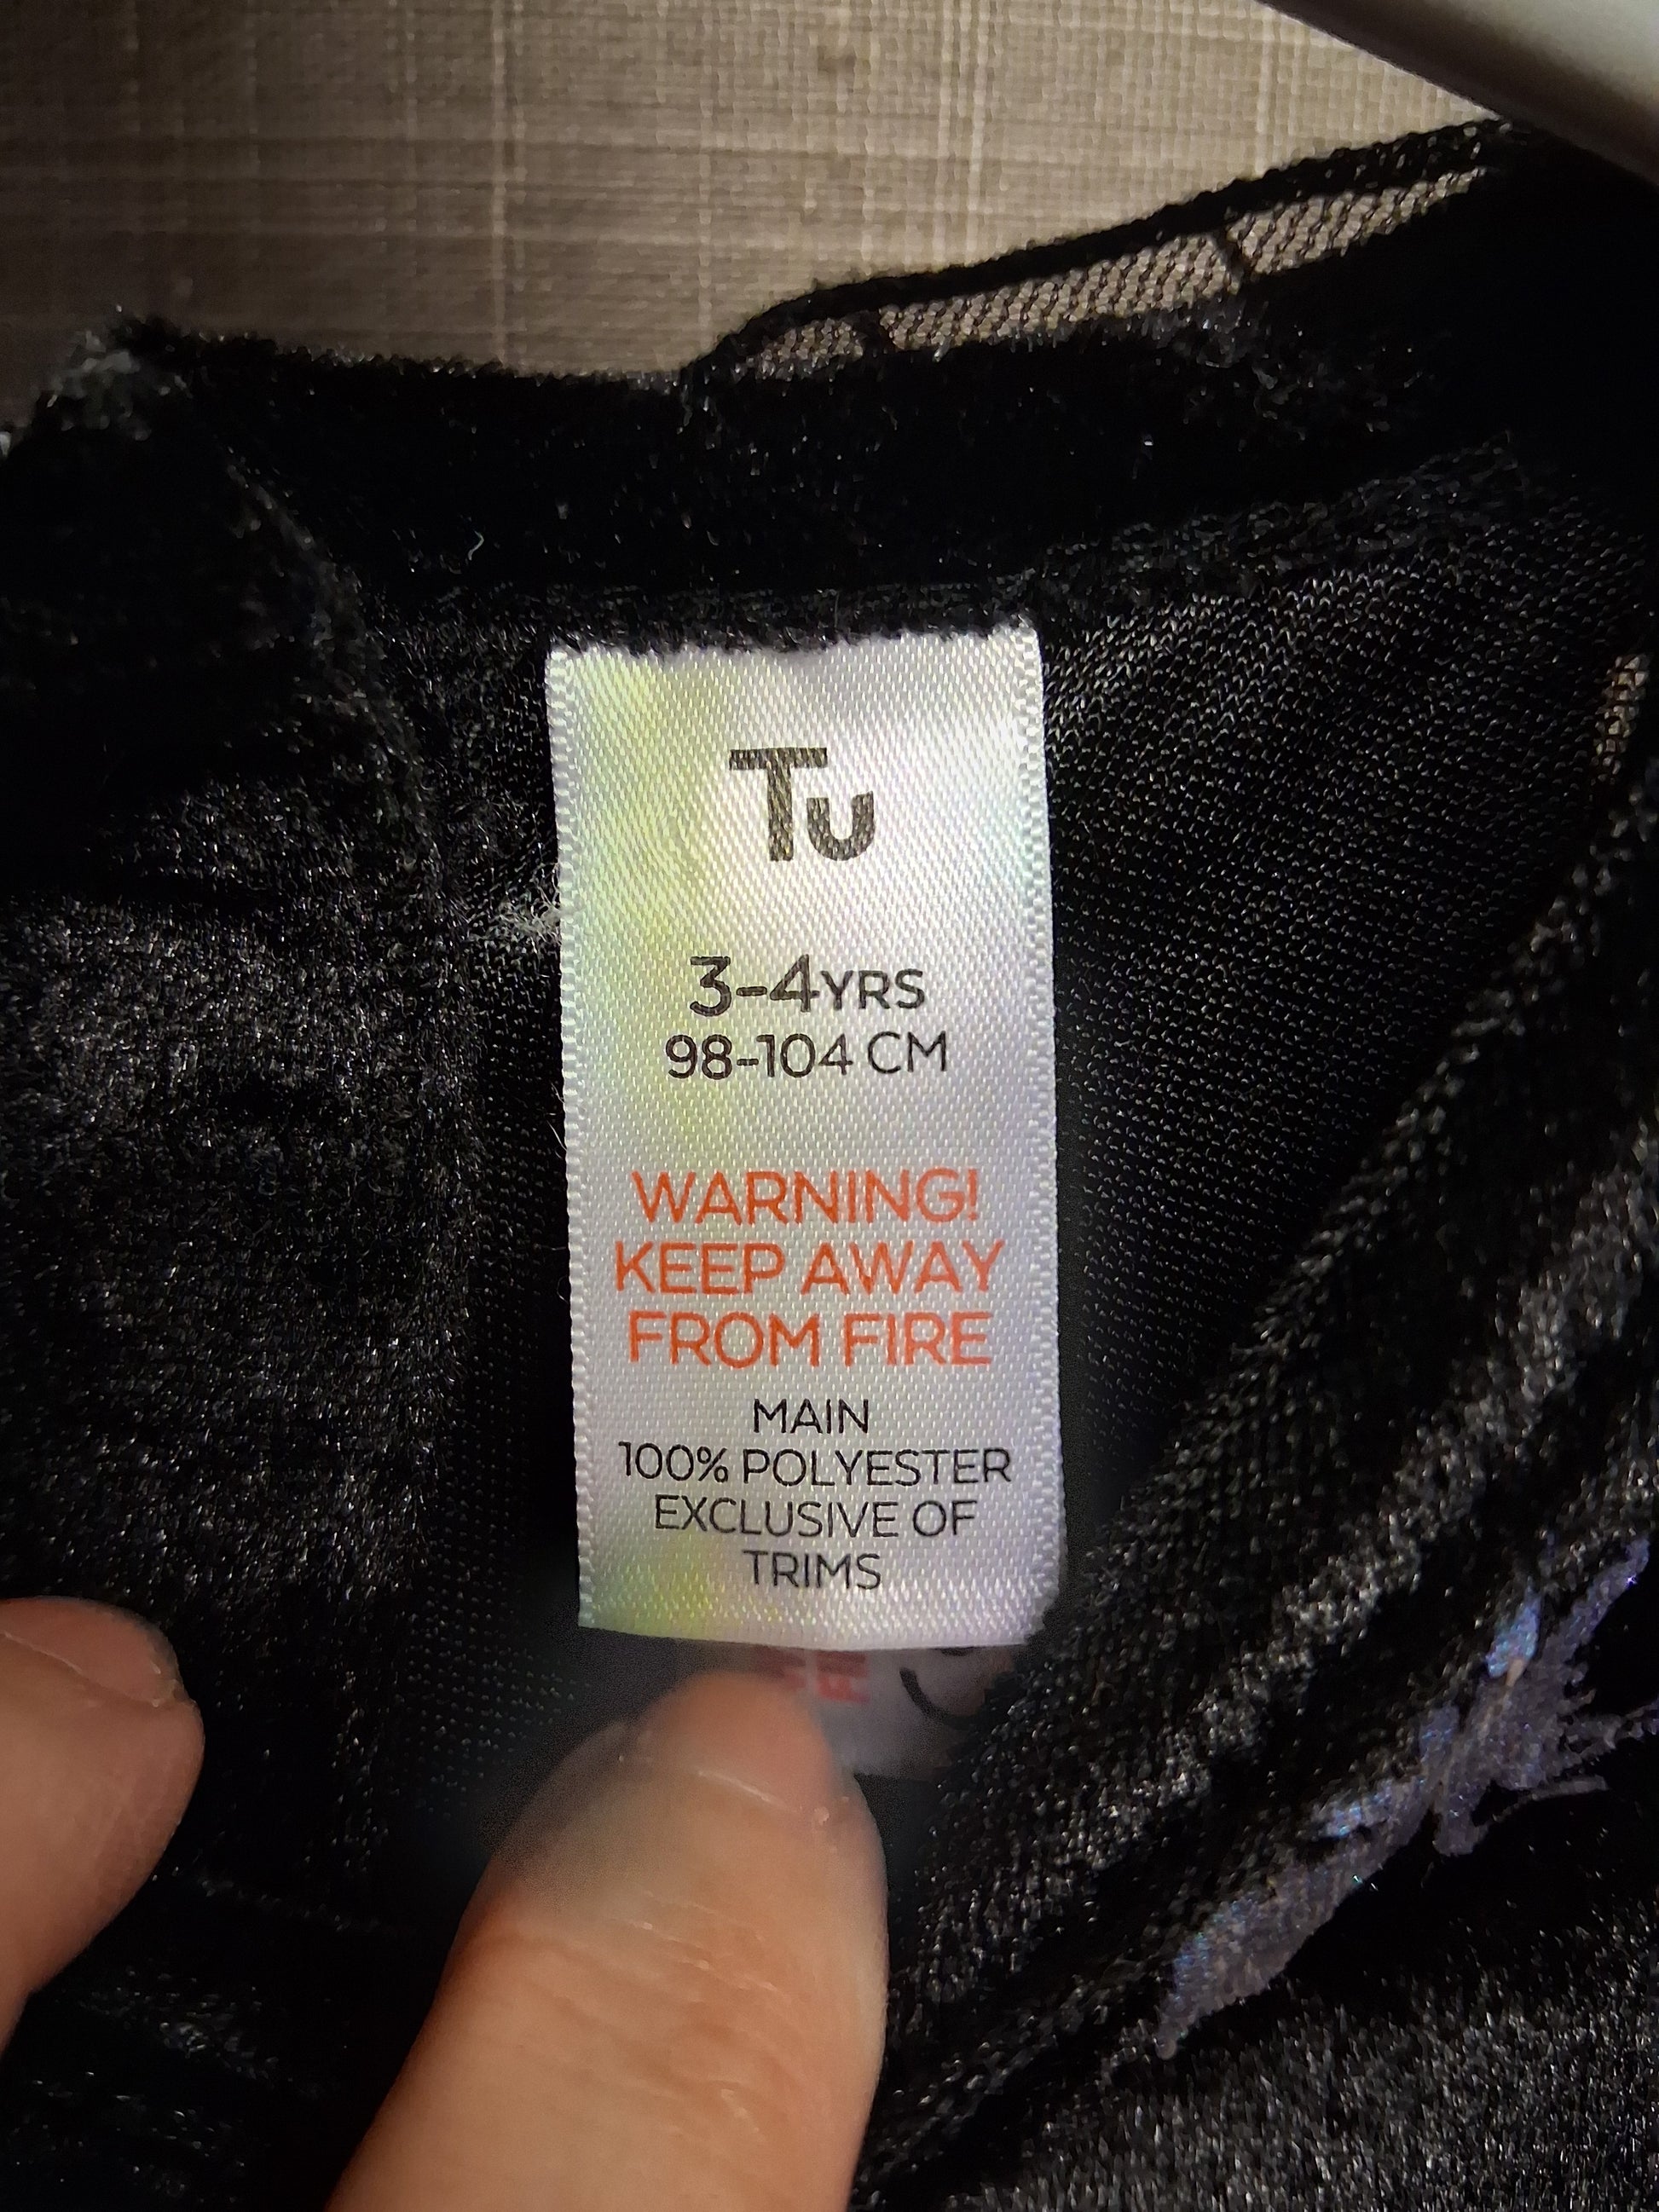 Tu
3-4YRS
98-104 CM
WARNING!
KEEP AWAY
FROM FIRE
MAIN
100% POLYESTER
EXCLUSIVE OF
TRIMS